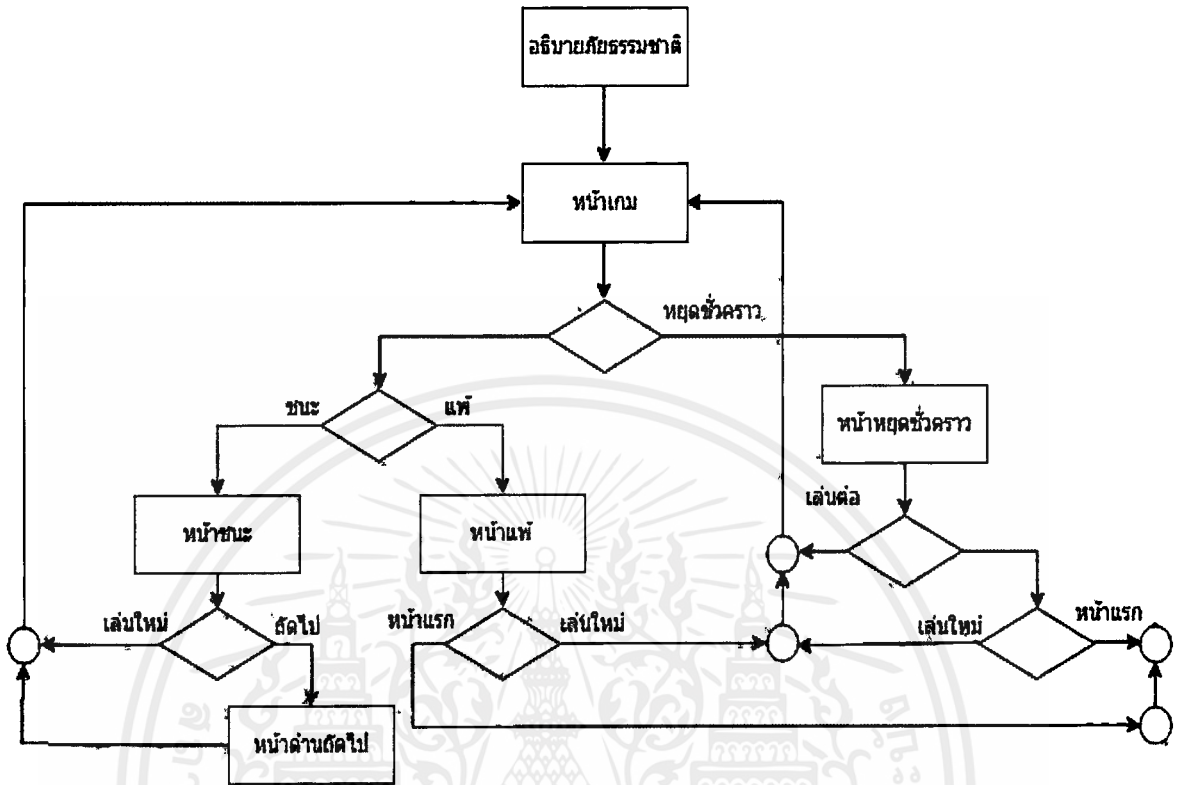 อธิบายภัยธรรมชาติ
หน้าเกม
หยุดชั่วคราว
ชนะ
แพ้
หน้าหยุดชั่วคราว
เล่นต่อ
หน้าชนะ
หน้าแพ้
เล่นใหม่
ถัดไป
หน้าแรก
เล่นใหม่
เล่นใหม่
หน้าแรก
หน้าด่านถัดไป